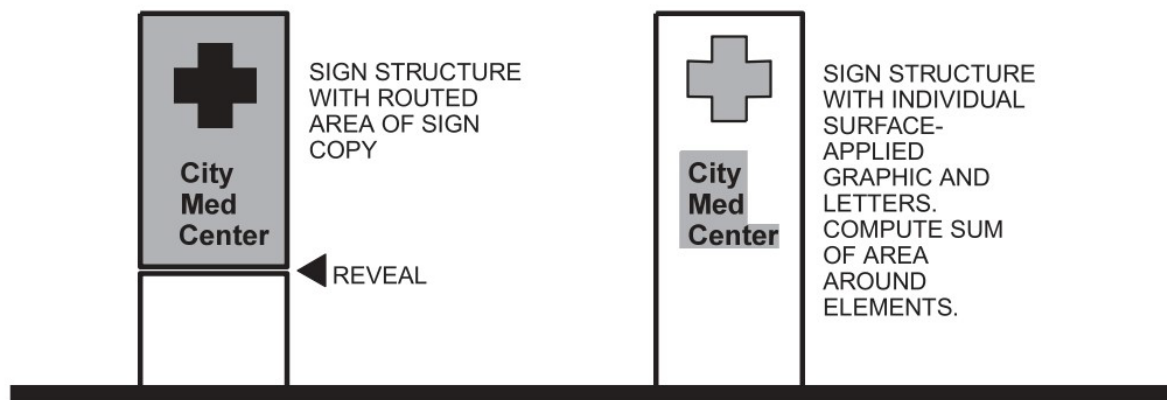 City
Med
Center
SIGN STRUCTURE
WITH ROUTED
AREA OF SIGN
COPY
REVEAL
City
Med
Center
SIGN STRUCTURE
WITH INDIVIDUAL
SURFACE-
APPLIED
GRAPHIC AND
LETTERS.
COMPUTE SUM
OF AREA
AROUND
ELEMENTS.